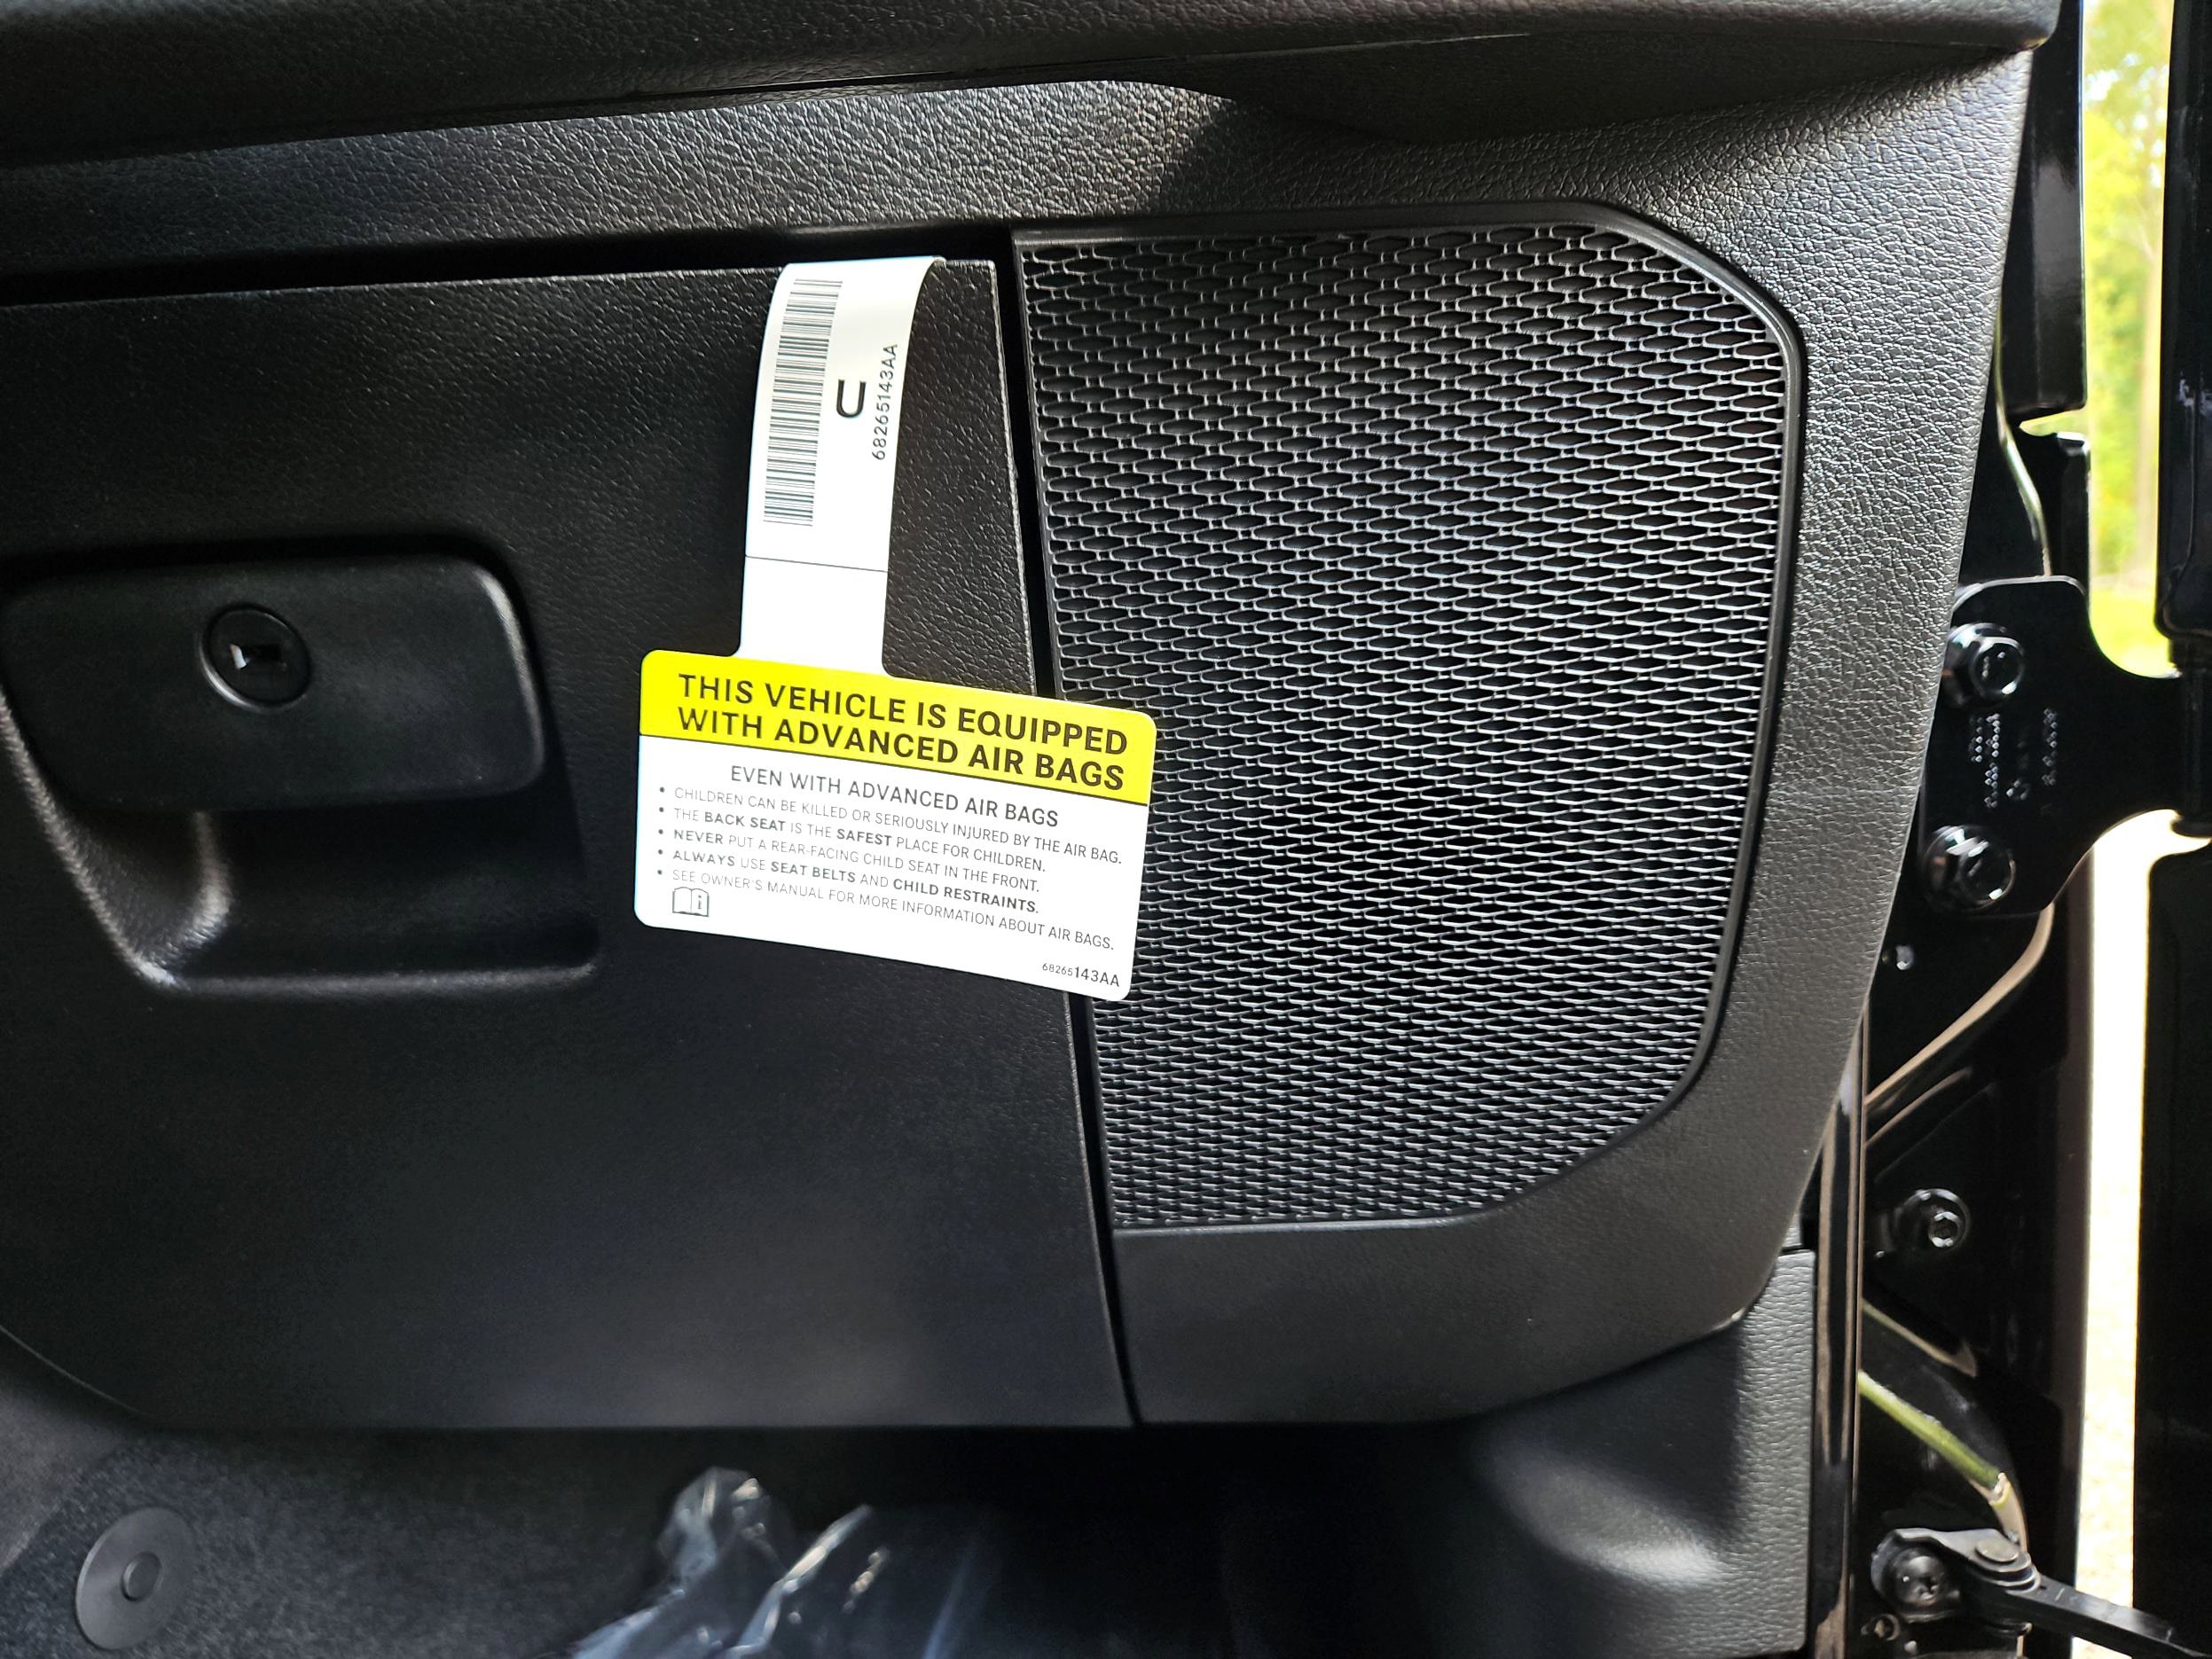 U
68265143AA
THIS VEHICLE IS EQUIPPED
WITH ADVANCED AIR BAGS
EVEN WITH ADVANCED AIR BAGS
• CHILDREN CAN BE KILLED OR SERIOUSLY INJURED BY THE AIR BAG.
• THE BACK SEAT IS THE SAFEST PLACE FOR CHILDREN.
• NEVER PUT A REAR-FACING CHILD SEAT IN THE FRONT.
• ALWAYS USE SEAT BELTS AND CHILD RESTRAINTS.
• SEE OWNER'S MANUAL FOR MORE INFORMATION ABOUT AIR BAGS.
68265143AA